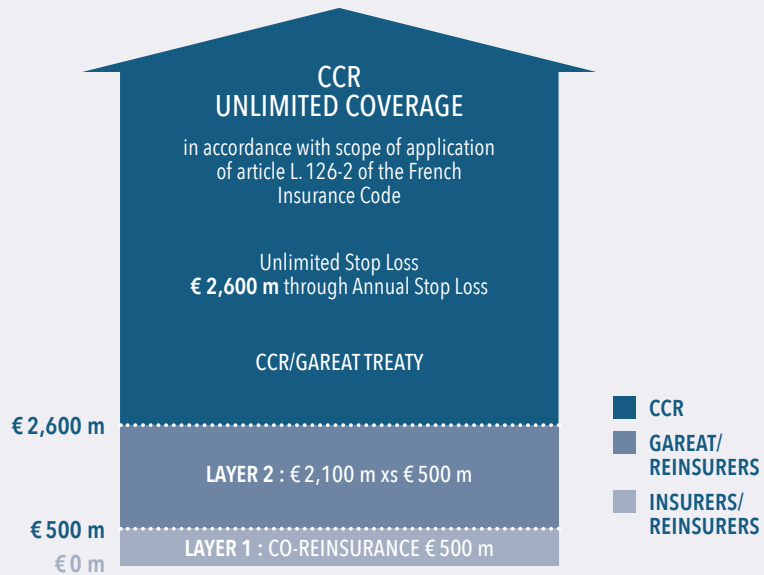 CCR
UNLIMITED COVERAGE
in accordance with scope of application
of article L. 126-2 of the French
Insurance Code
Unlimited Stop Loss
€ 2,600 m through Annual Stop Loss
CCR/GAREAT TREATY
€ 2,600 m
LAYER 2 : € 2,100 m xs € 500 m
€ 500 m
LAYER 1 : CO-REINSURANCE € 500 m
€ 0 m
CCR
GAREAT/
REINSURERS
INSURERS/
REINSURERS